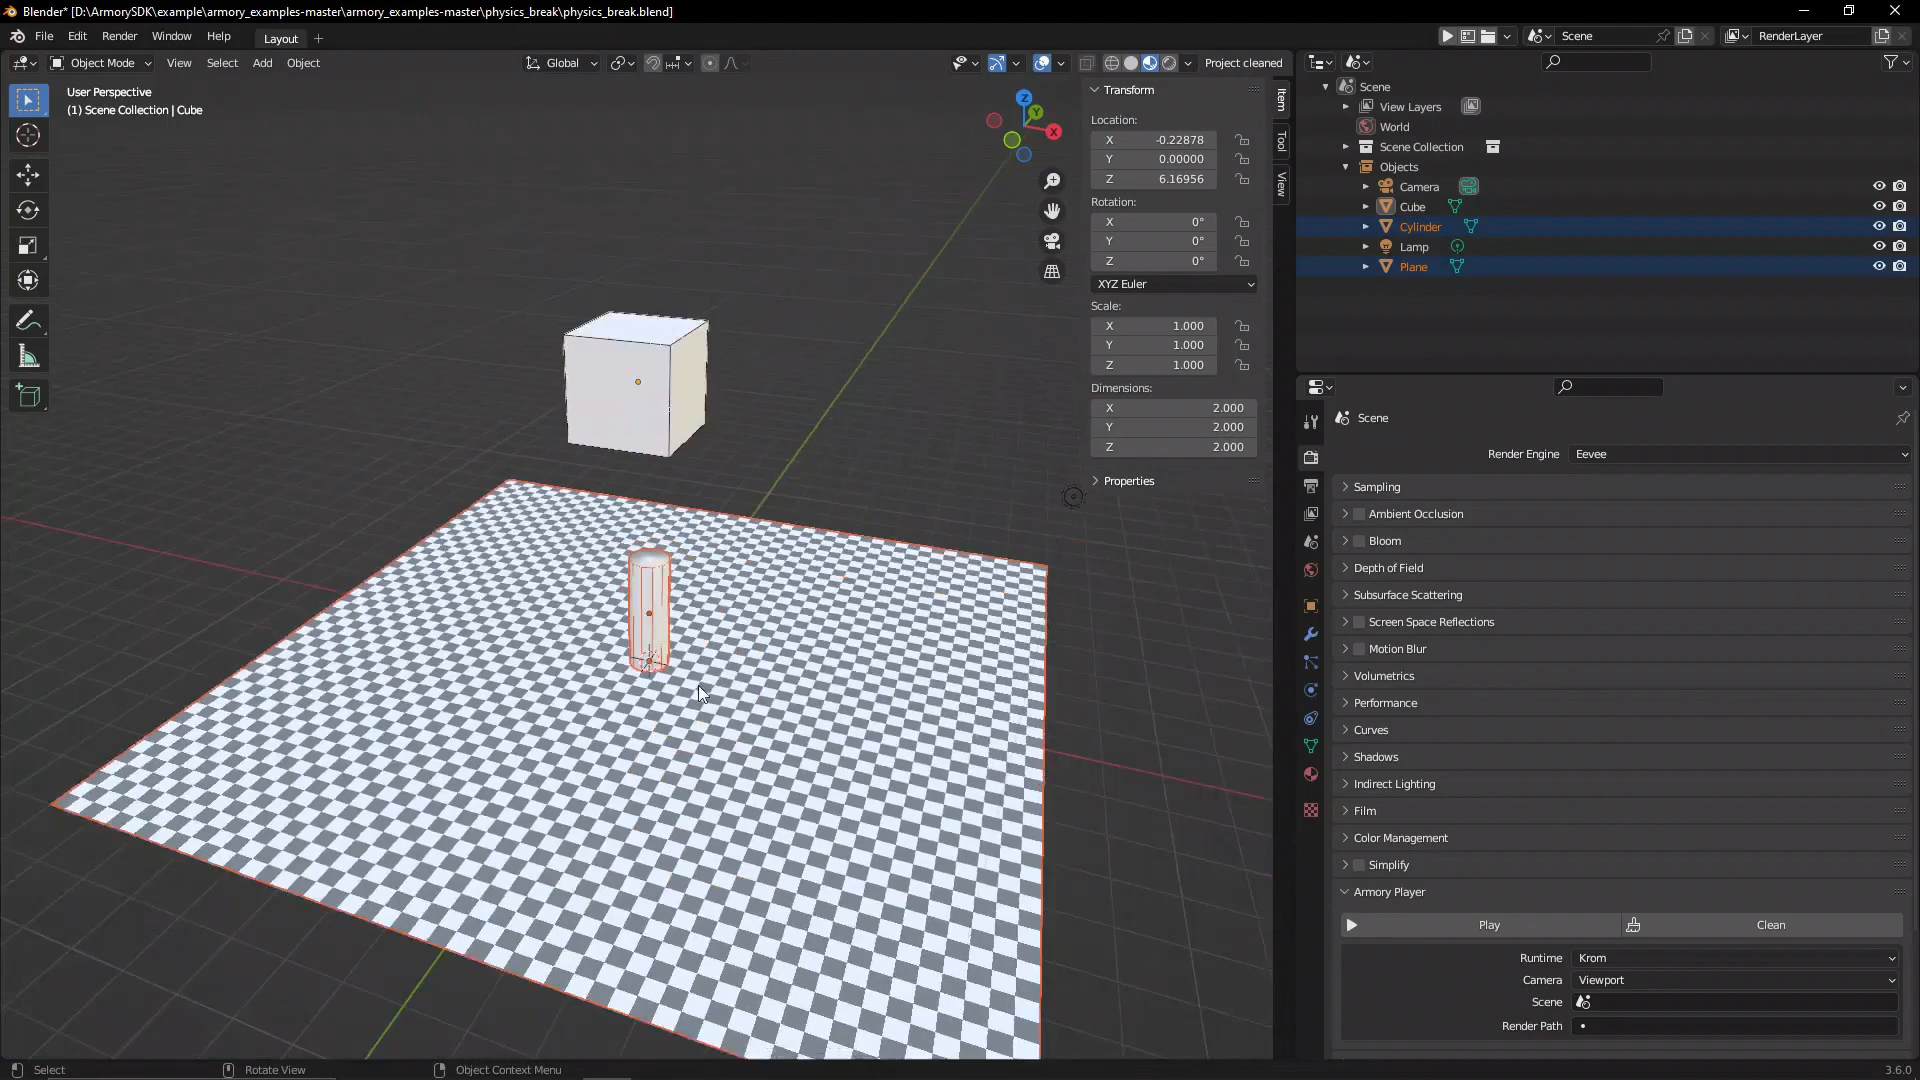 Blender* [D:\ArmorySDK\example\armory_examples-master\armory_examples-master\physics_break\physics_break.blend]
File Edit Render Window Help Layout + Scene RenderLayer
Object Mode View Select Add Object Global Project cleaned
User Perspective
(1) Scene Collection | Cube
Z
Y
X
Item
Tool
View
Transform
Location:
X -0.22878
Y 0.00000
Z 6.16956
Rotation:
X 0°
Y 0°
Z 0°
XYZ Euler
Scale:
X 1.000
Y 1.000
Z 1.000
Dimensions:
X 2.000
Y 2.000
Z 2.000
Properties
Scene
View Layers
World
Scene Collection
Objects
Camera
Cube
Cylinder
Lamp
Plane
Scene
Render Engine Eevee
Sampling
Ambient Occlusion
Bloom
Depth of Field
Subsurface Scattering
Screen Space Reflections
Motion Blur
Volumetrics
Performance
Curves
Shadows
Indirect Lighting
Film
Color Management
Simplify
Armory Player
Play Clean
Runtime Krom
Camera Viewport
Scene
Render Path
Select Rotate View Object Context Menu 3.6.0